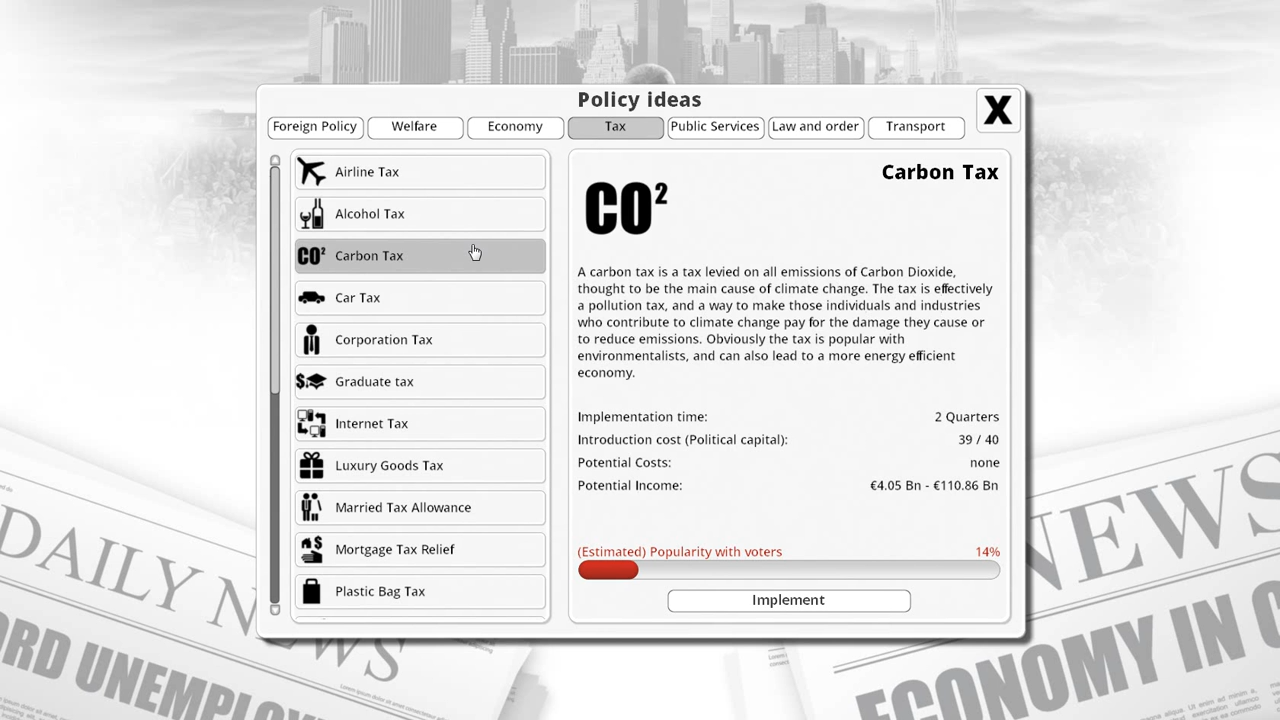 Policy ideas
X
Foreign Policy
Welfare
Economy
Tax
Public Services
Law and order
Transport
Airline Tax
Alcohol Tax
CO² Carbon Tax
Car Tax
Corporation Tax
$ Graduate tax
Internet Tax
Luxury Goods Tax
Married Tax Allowance
$ Mortgage Tax Relief
Plastic Bag Tax
Carbon Tax
CO²
A carbon tax is a tax levied on all emissions of Carbon Dioxide,
thought to be the main cause of climate change. The tax is effectively
a pollution tax, and a way to make those individuals and industries
who contribute to climate change pay for the damage they cause or
to reduce emissions. Obviously the tax is popular with
environmentalists, and can also lead to a more energy efficient
economy.
Implementation time: 2 Quarters
Introduction cost (Political capital): 39 / 40
Potential Costs: none
Potential Income: €4.05 Bn - €110.86 Bn
(Estimated) Popularity with voters 14%
Implement
DAILY NEWS
ORD UNEMPLO
NEWS
ECONOMY IN C